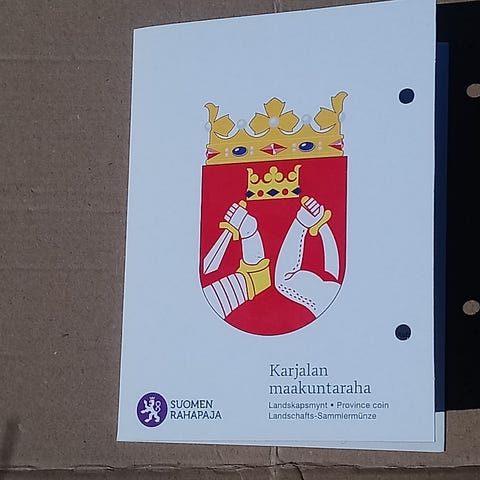 Karjalan
maakuntaraha
Landskapsmynt • Province coin
Landschafts-Sammlermünze
SUOMEN
RAHAPAJA